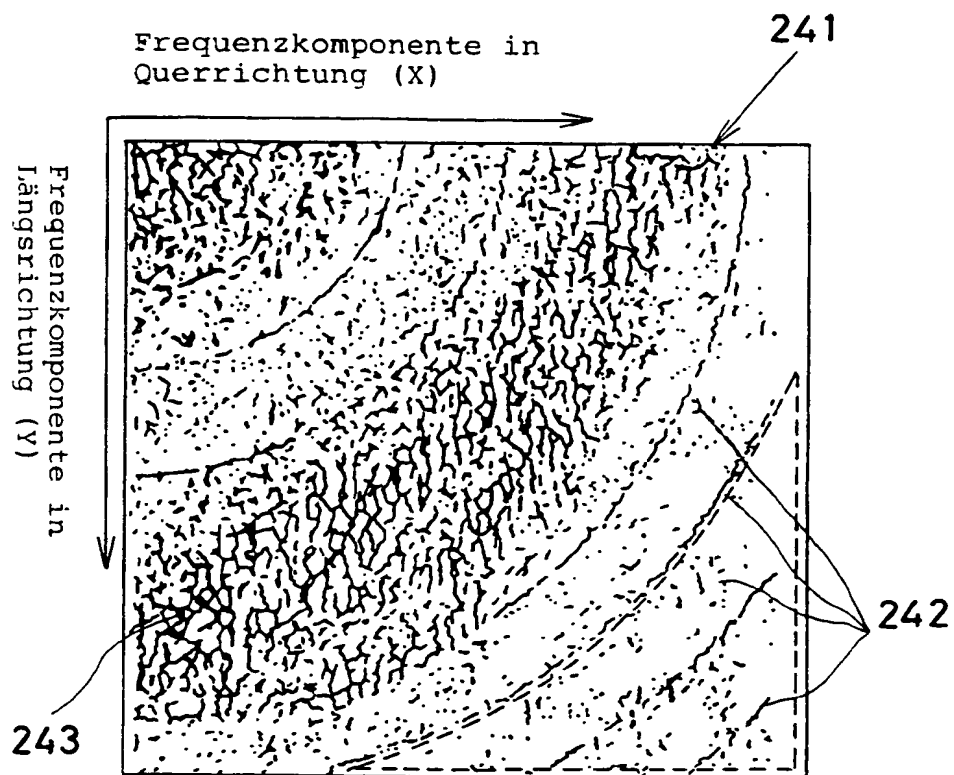 241
Frequenzkomponente in
Querrichtung (X)
Frequenzkomponente in
Längsrichtung (Y)
242
243